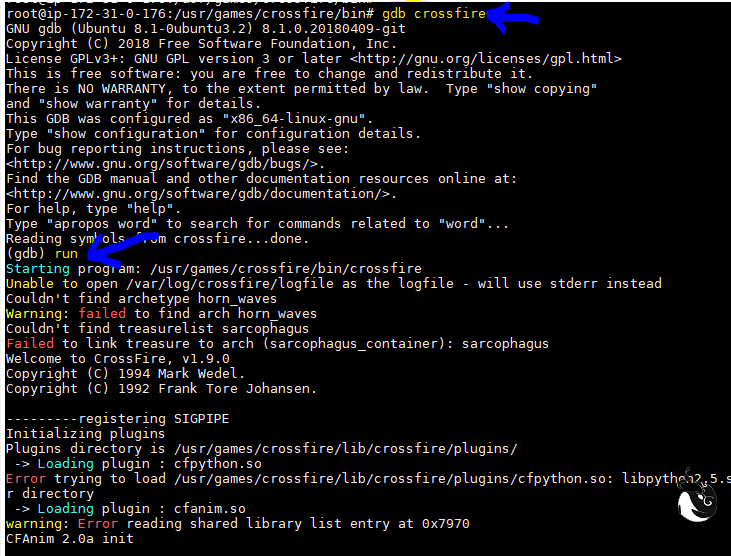 root@ip-172-31-0-176:/usr/games/crossfire/bin# gdb crossfire
GNU gdb (Ubuntu 8.1-0ubuntu3.2) 8.1.0.20180409-git
Copyright (C) 2018 Free Software Foundation, Inc.
License GPLv3+: GNU GPL version 3 or later <http://gnu.org/licenses/gpl.html>
This is free software: you are free to change and redistribute it.
There is NO WARRANTY, to the extent permitted by law.  Type "show copying"
and "show warranty" for details.
This GDB was configured as "x86_64-linux-gnu".
Type "show configuration" for configuration details.
For bug reporting instructions, please see:
<http://www.gnu.org/software/gdb/bugs/>.
Find the GDB manual and other documentation resources online at:
<http://www.gnu.org/software/gdb/documentation/>.
For help, type "help".
Type "apropos word" to search for commands related to "word"...
Reading symbols from crossfire...done.
(gdb) run
Starting program: /usr/games/crossfire/bin/crossfire
Unable to open /var/log/crossfire/logfile as the logfile - will use stderr instead
Couldn't find archetype horn_waves
Warning: failed to find arch horn_waves
Couldn't find treasurelist sarcophagus
Failed to link treasure to arch (sarcophagus_container): sarcophagus
Welcome to CrossFire, v1.9.0
Copyright (C) 1994 Mark Wedel.
Copyright (C) 1992 Frank Tore Johansen.
---------registering SIGPIPE
Initializing plugins
Plugins directory is /usr/games/crossfire/lib/crossfire/plugins/
-> Loading plugin : cfpython.so
Error trying to load /usr/games/crossfire/lib/crossfire/plugins/cfpython.so: libpython2.5.s
r directory
-> Loading plugin : cfanim.so
warning: Error reading shared library list entry at 0x7970
CFAnim 2.0a init